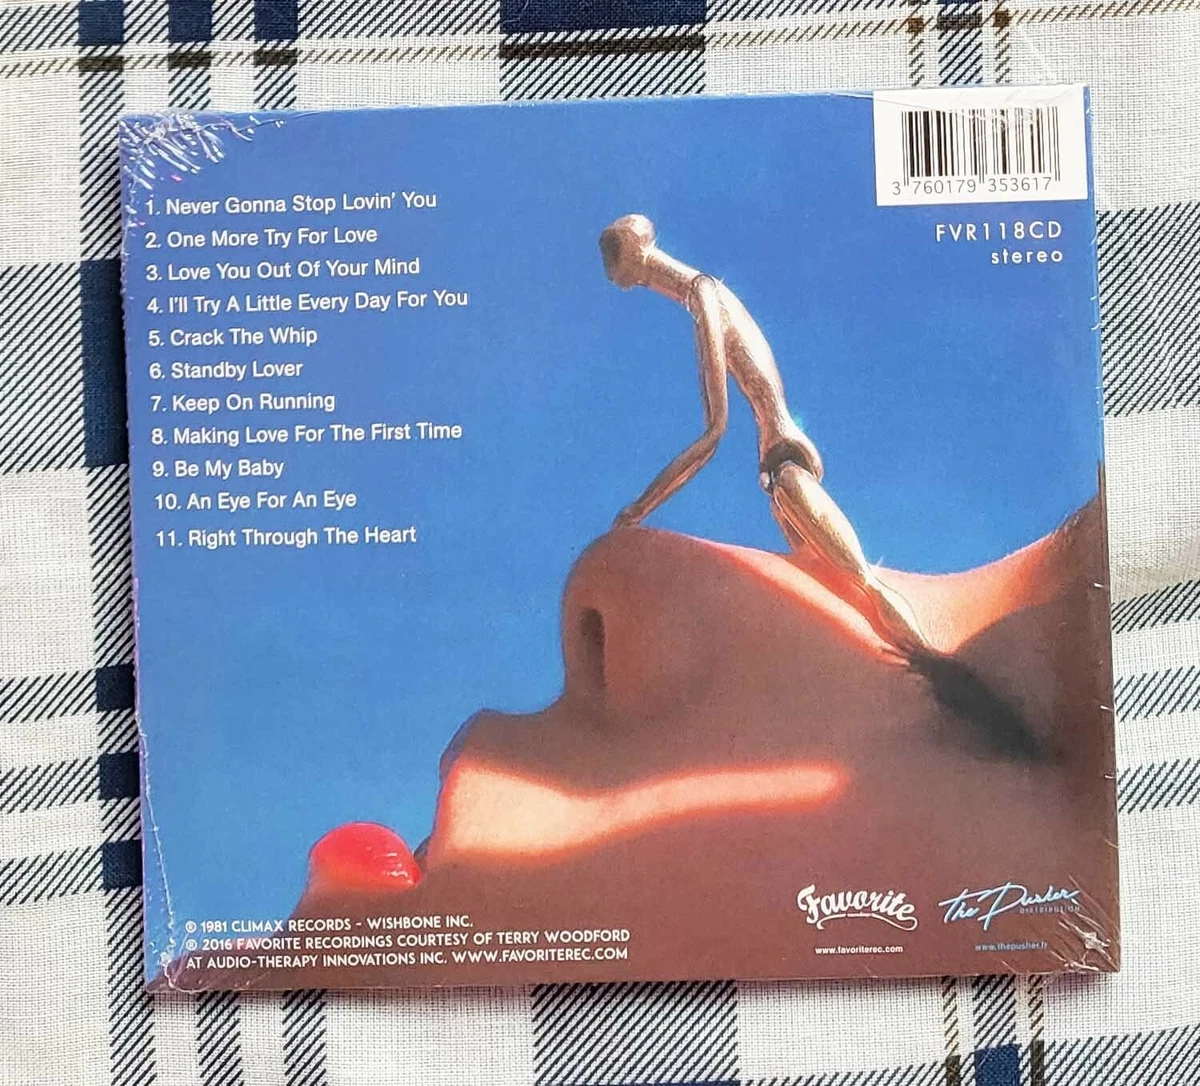 3 760179 353617
FVR118CD
stereo
1. Never Gonna Stop Lovin' You
2. One More Try For Love
3. Love You Out Of Your Mind
4. I'll Try A Little Every Day For You
5. Crack The Whip
6. Standby Lover
7. Keep On Running
8. Making Love For The First Time
9. Be My Baby
10. An Eye For An Eye
11. Right Through The Heart
℗ 1981 CLIMAX RECORDS - WISHBONE INC.
℗ 2016 FAVORITE RECORDINGS COURTESY OF TERRY WOODFORD
AT AUDIO-THERAPY INNOVATIONS INC. WWW.FAVORITEREC.COM
Favorite
www.favoriterec.com
The Pusher
DISTRIBUTION
www.thepusher.fr